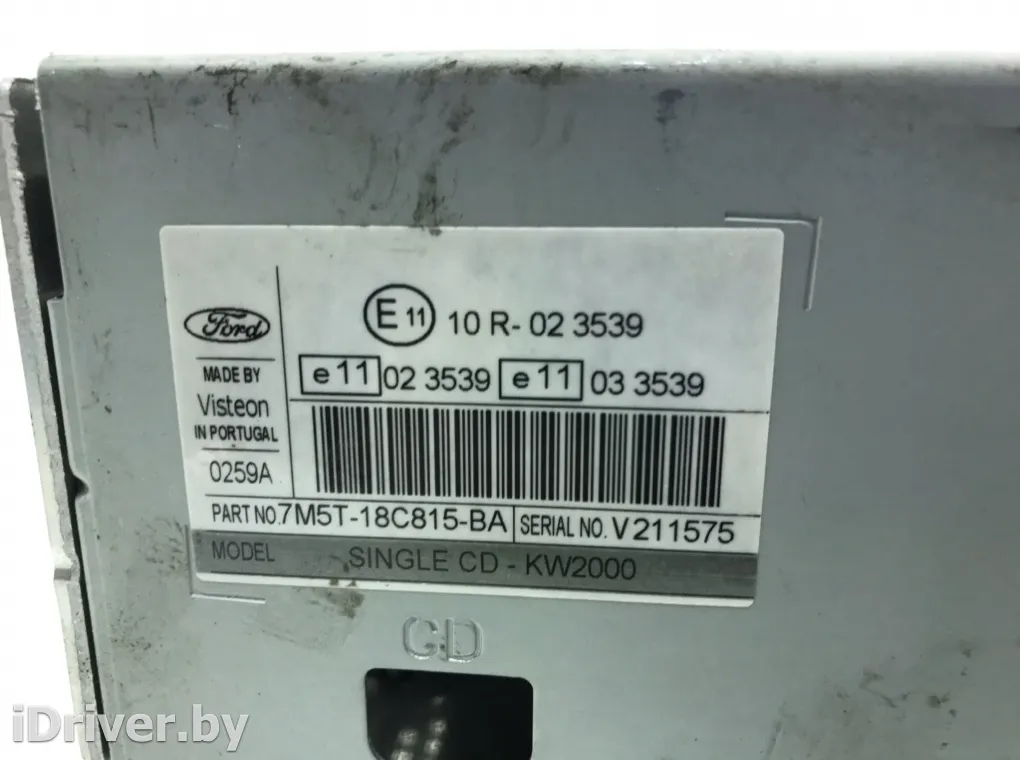 Ford
MADE BY
Visteon
IN PORTUGAL
0259A
E 11 10 R- 02 3539
e11 02 3539 e11 03 3539
PART NO. 7M5T-18C815-BA SERIAL NO. V211575
MODEL SINGLE CD - KW2000
CD
iDriver.by